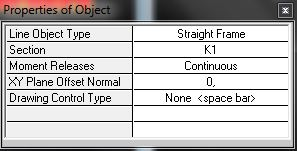 Properties of Object
Line Object Type Straight Frame
Section K1
Moment Releases Continuous
XY Plane Offset Normal 0,
Drawing Control Type None <space bar>